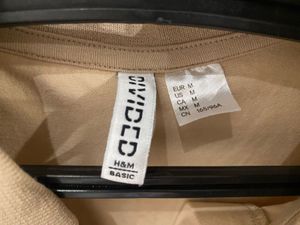 DIVIDED
H&M
BASIC
EUR M
US M
CA M
MX M
CN 165/96A